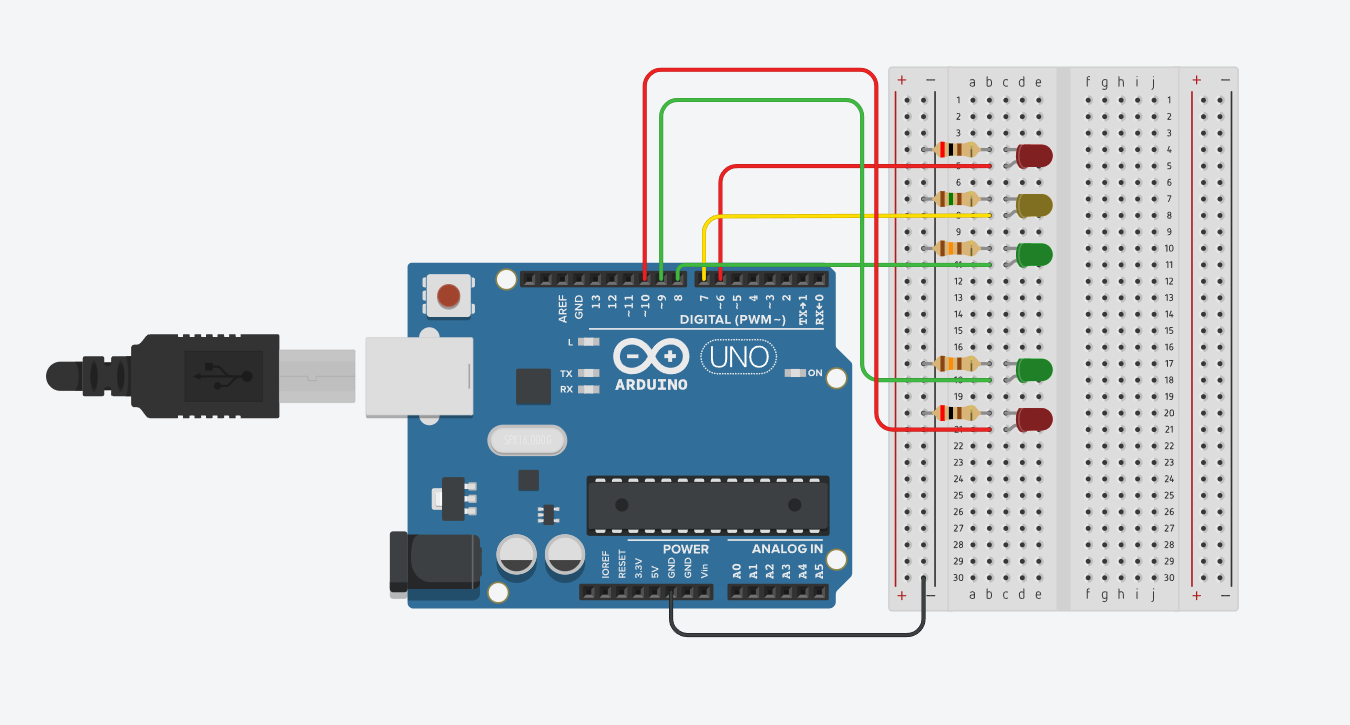 + − a b c d e f g h i j + −
1 1
2 2
3 3
4 4
5 5
6 6
7 7
8 8
9 9
10 10
11 11
12 12
13 13
14 14
15 15
16 16
17 17
18 18
19 19
20 20
21 21
22 22
23 23
24 24
25 25
26 26
27 27
28 28
29 29
30 30
+ − a b c d e f g h i j + −
AREF GND 13 12 ~11 ~10 ~9 8 7 ~6 ~5 4 ~3 2 TX→1 RX←0
DIGITAL (PWM~)
L
TX
RX
ARDUINO
UNO
ON
POWER
ANALOG IN
IOREF RESET 3.3V 5V GND GND Vin A0 A1 A2 A3 A4 A5